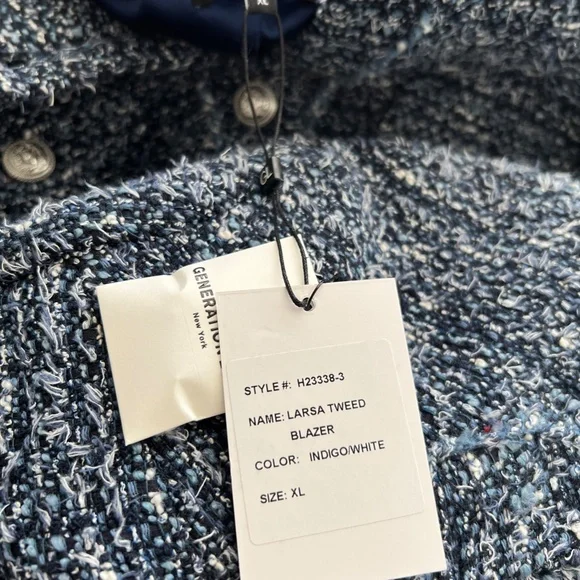 XL
GENERATION
New York
STYLE #: H23338-3
NAME: LARSA TWEED
BLAZER
COLOR: INDIGO/WHITE
SIZE: XL